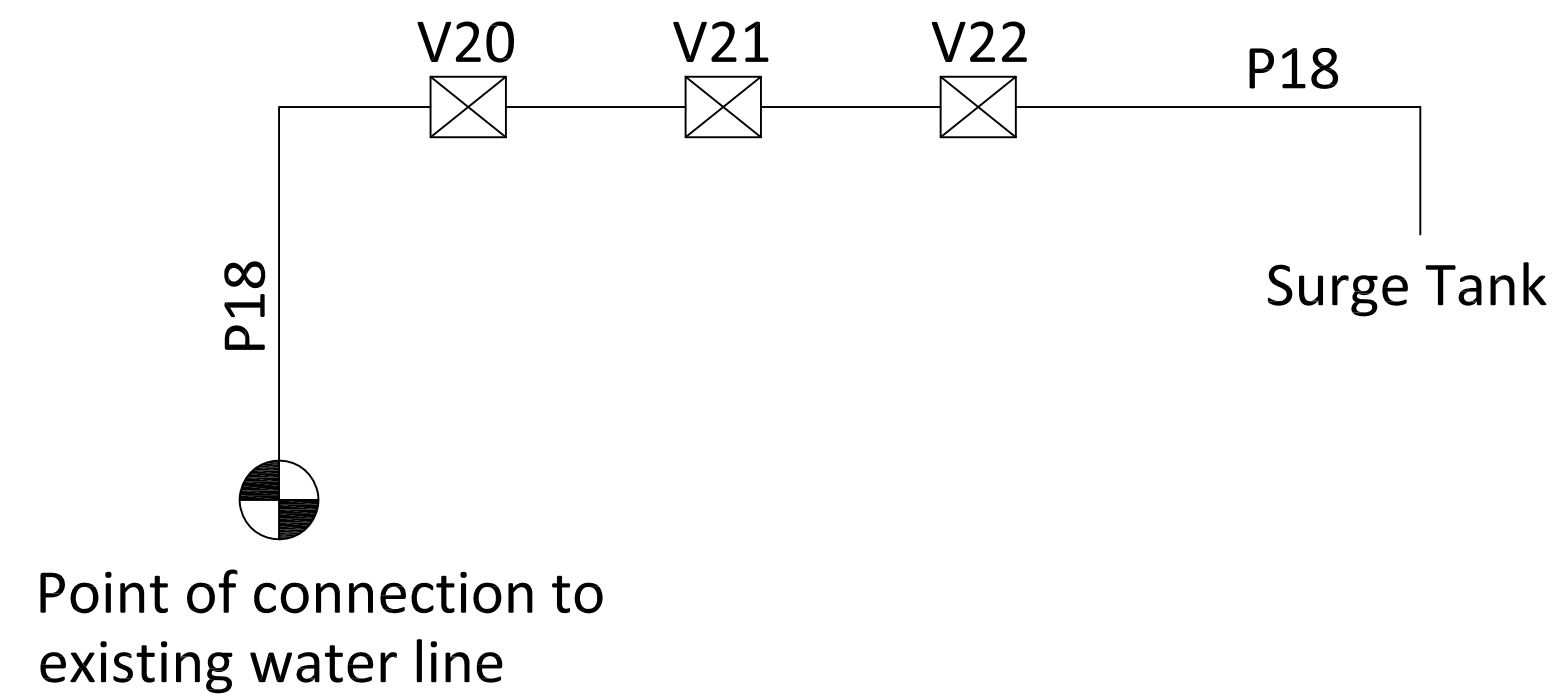 V20
V21
V22
P18
P18
Surge Tank
Point of connection to
existing water line